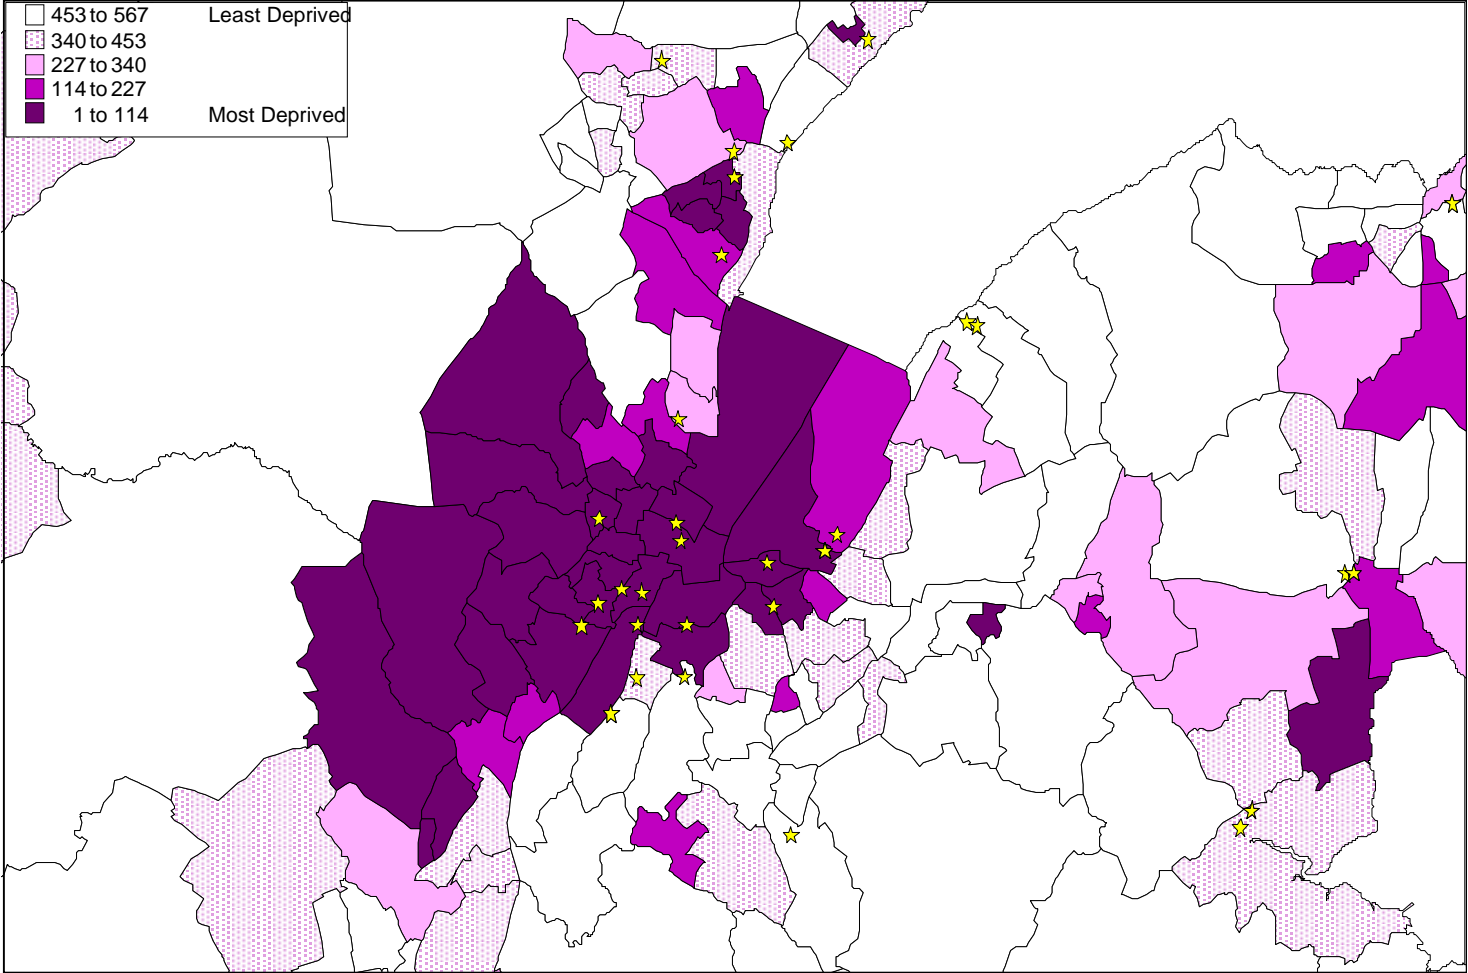 453 to 567 Least Deprived
340 to 453
227 to 340
114 to 227
1 to 114 Most Deprived